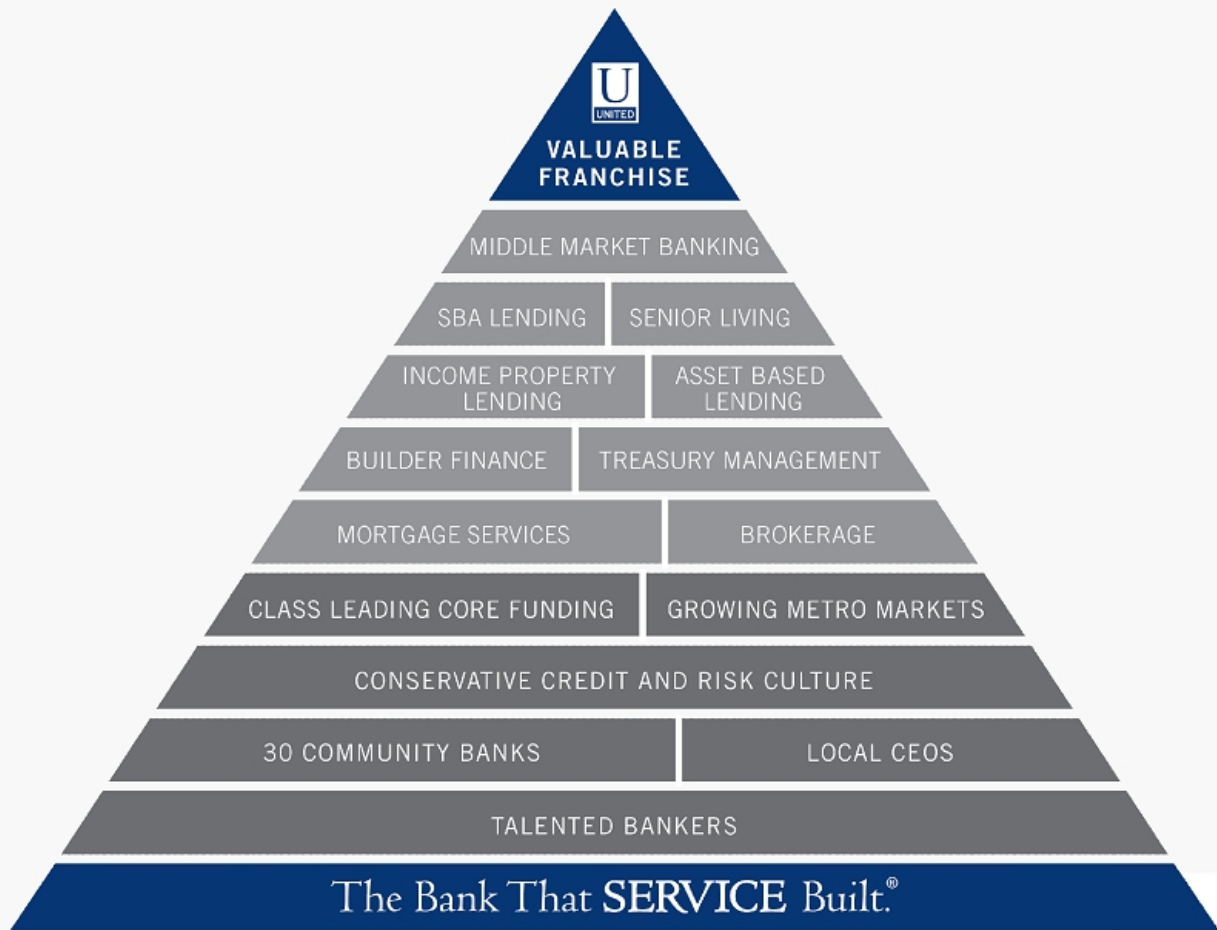 U
UNITED
VALUABLE
FRANCHISE
MIDDLE MARKET BANKING
SBA LENDING
SENIOR LIVING
INCOME PROPERTY
LENDING
ASSET BASED
LENDING
BUILDER FINANCE
TREASURY MANAGEMENT
MORTGAGE SERVICES
BROKERAGE
CLASS LEADING CORE FUNDING
GROWING METRO MARKETS
CONSERVATIVE CREDIT AND RISK CULTURE
30 COMMUNITY BANKS
LOCAL CEOS
TALENTED BANKERS
The Bank That SERVICE Built.®